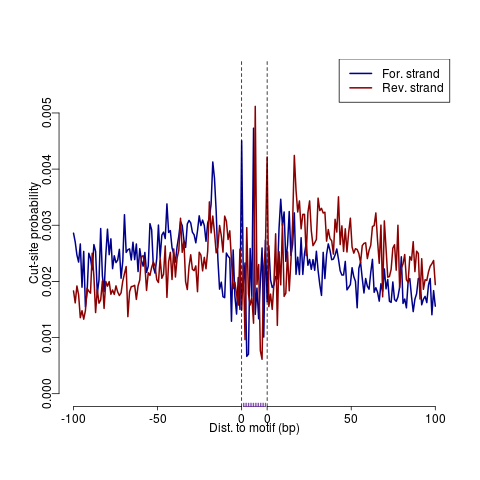 For. strand
Rev. strand
Cut-site probability
0.005
0.004
0.003
0.002
0.001
0.000
-100 -50 0 0 50 100
Dist. to motif (bp)